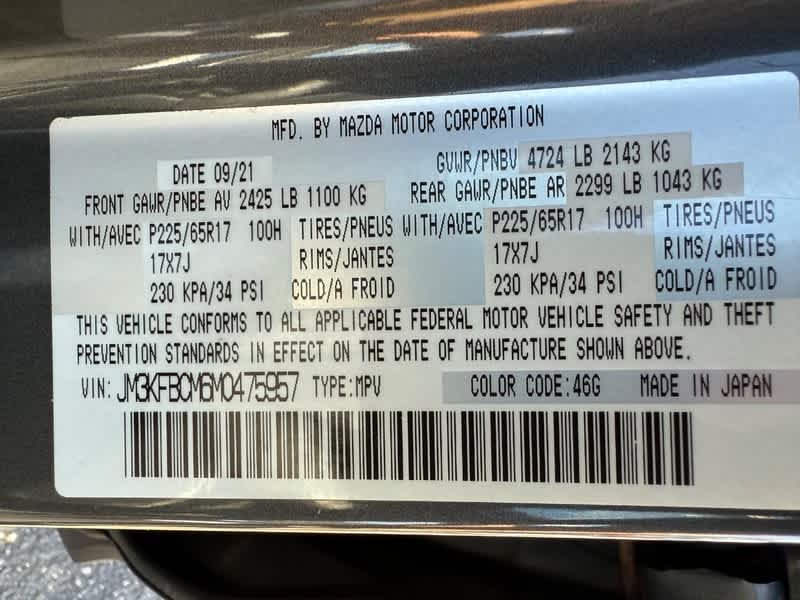 MFD. BY MAZDA MOTOR CORPORATION
DATE 09/21 GVWR/PNBV 4724 LB 2143 KG
FRONT GAWR/PNBE AV 2425 LB 1100 KG REAR GAWR/PNBE AR 2299 LB 1043 KG
WITH/AVEC P225/65R17 100H TIRES/PNEUS WITH/AVEC P225/65R17 100H TIRES/PNEUS
17X7J RIMS/JANTES 17X7J RIMS/JANTES
230 KPA/34 PSI COLD/A FROID 230 KPA/34 PSI COLD/A FROID
THIS VEHICLE CONFORMS TO ALL APPLICABLE FEDERAL MOTOR VEHICLE SAFETY AND THEFT
PREVENTION STANDARDS IN EFFECT ON THE DATE OF MANUFACTURE SHOWN ABOVE.
VIN: JM3KFBCM6M0475957 TYPE:MPV COLOR CODE:46G MADE IN JAPAN